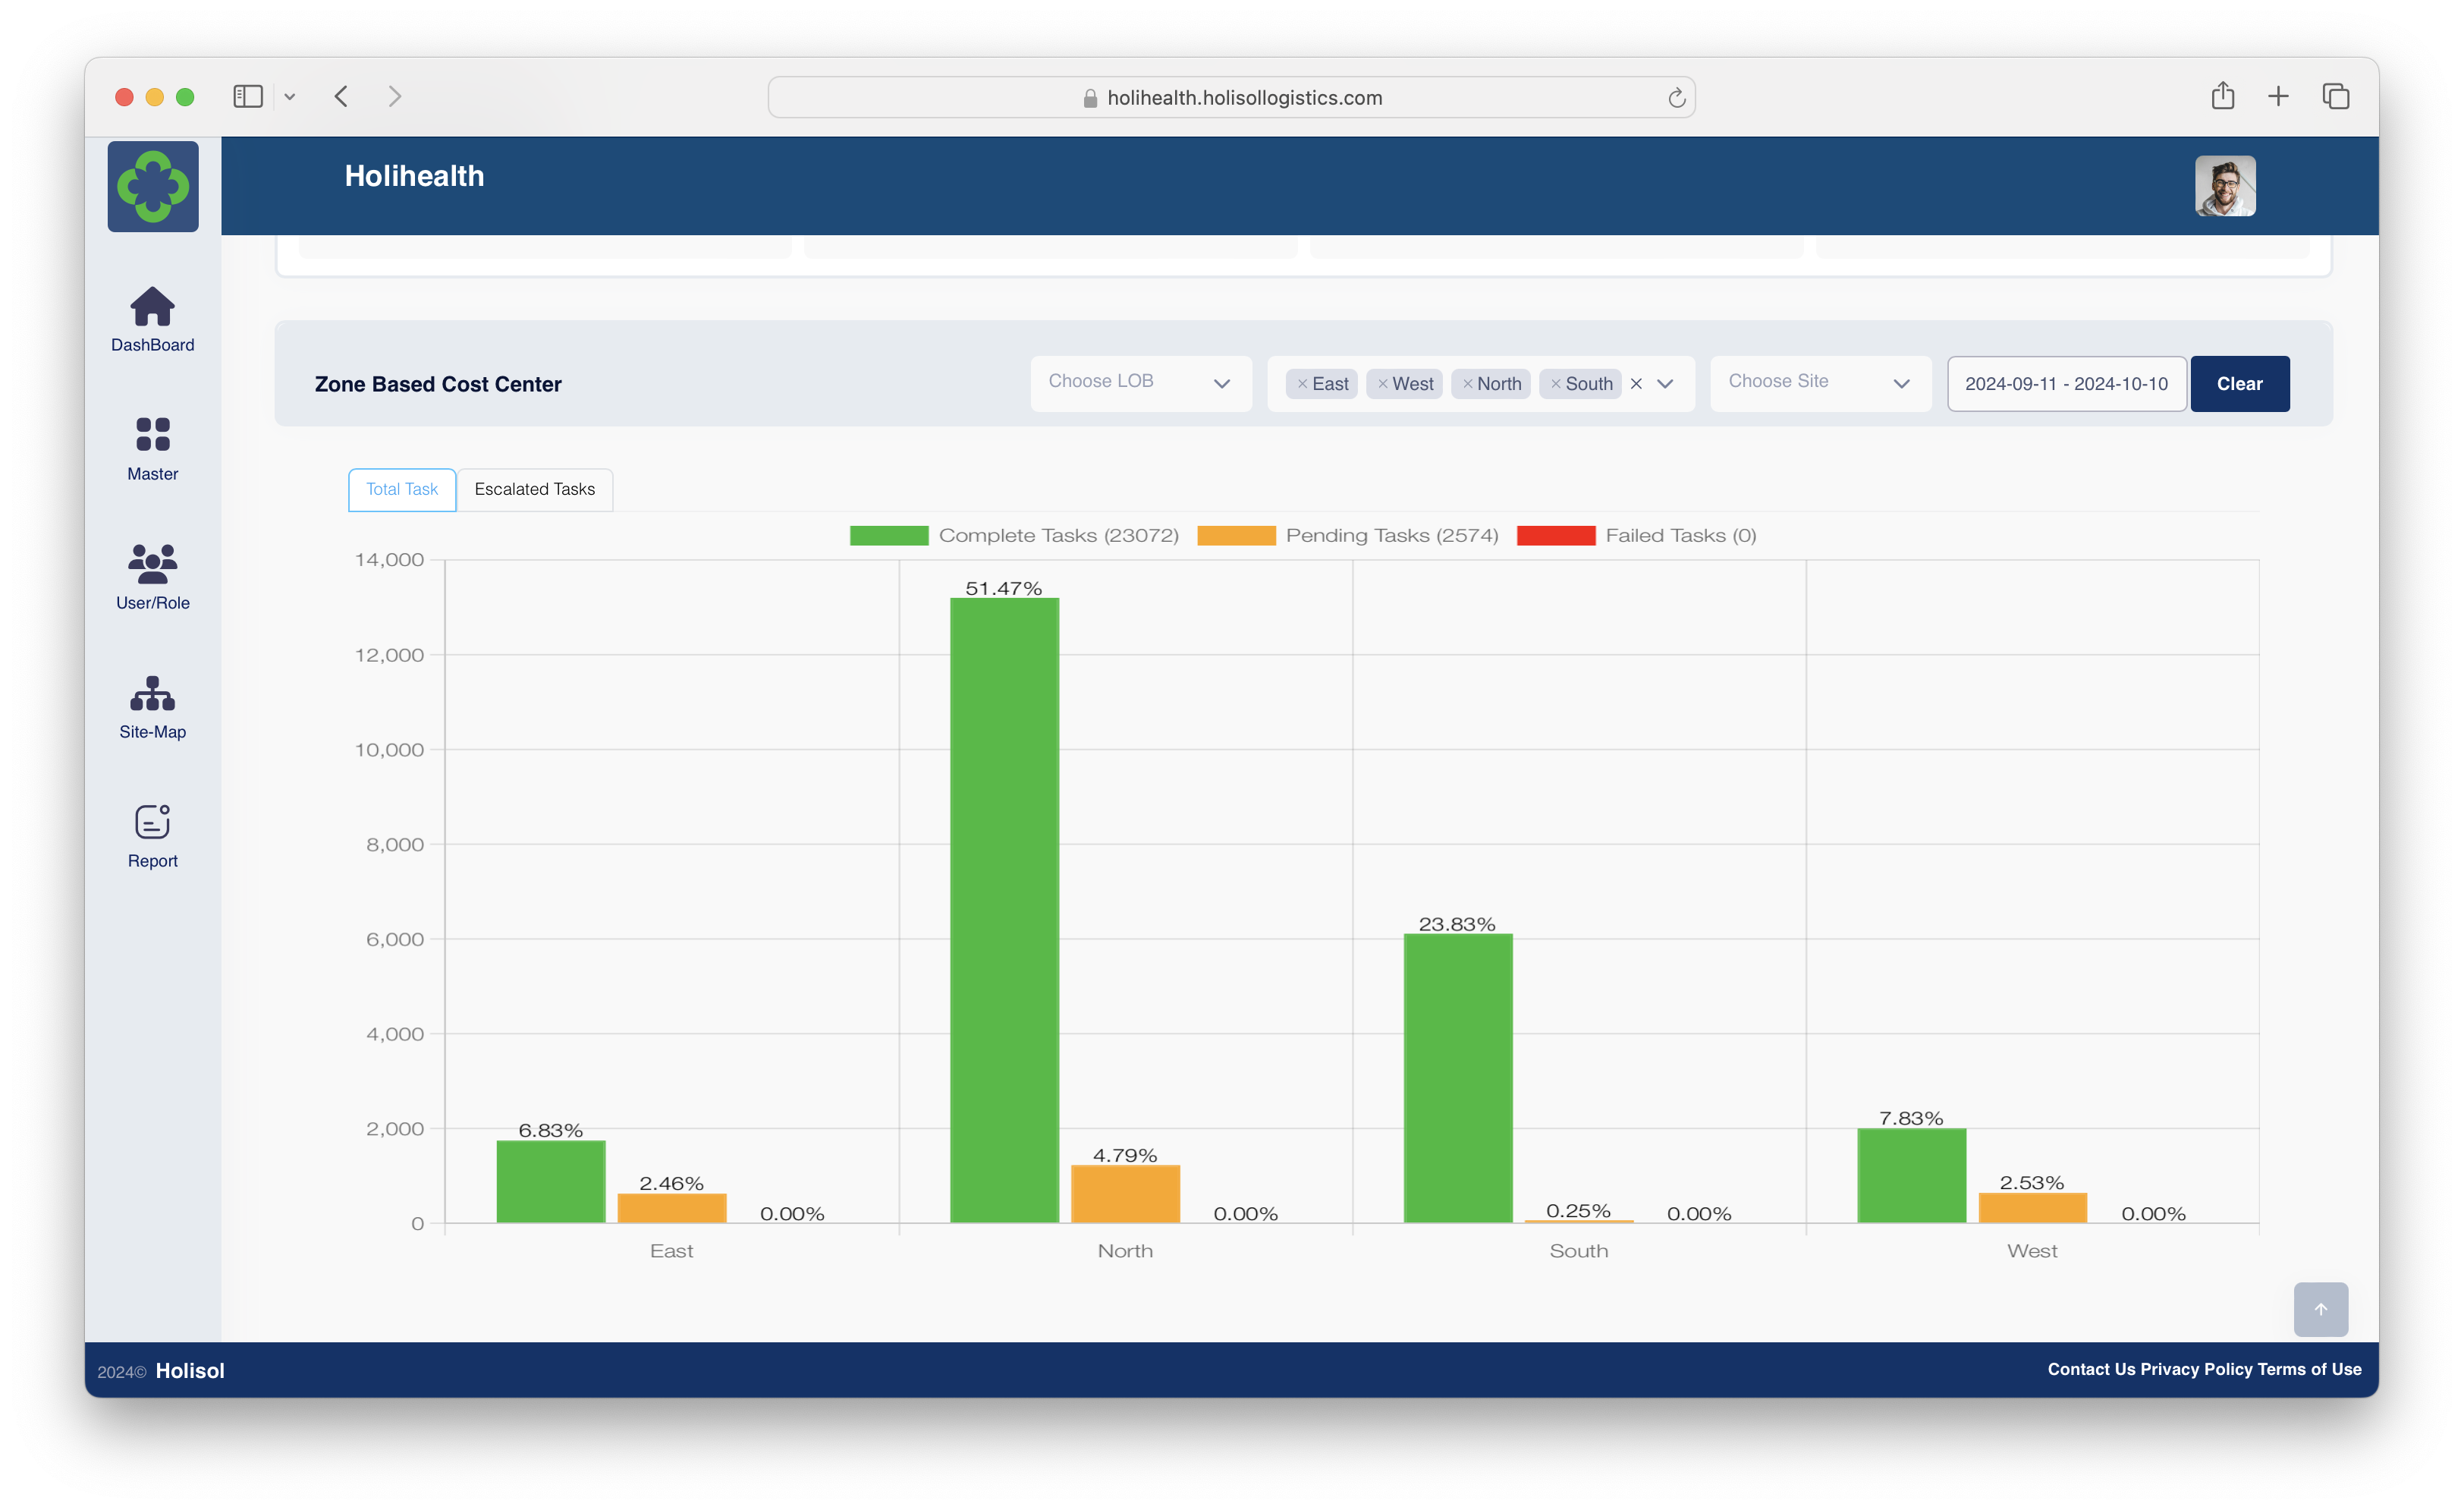 holihealth.holisollogistics.com
Holihealth
DashBoard
Master
User/Role
Site-Map
Report
Zone Based Cost Center
Choose LOB
× East × West × North × South
Choose Site
2024-09-11 - 2024-10-10
Clear
Total Task
Escalated Tasks
Complete Tasks (23072) Pending Tasks (2574) Failed Tasks (0)
14,000
12,000
10,000
8,000
6,000
4,000
2,000
0
6.83%
2.46%
0.00%
51.47%
4.79%
0.00%
23.83%
0.25%
0.00%
7.83%
2.53%
0.00%
East
North
South
West
2024© Holisol
Contact Us Privacy Policy Terms of Use